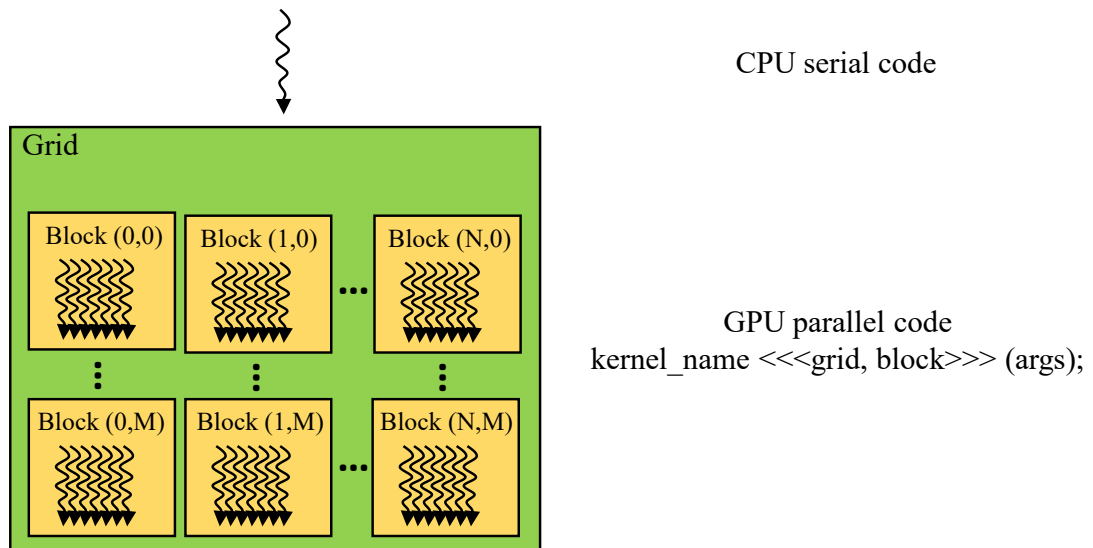 CPU serial code
Grid
Block (0,0)
Block (1,0)
Block (N,0)
GPU parallel code
kernel_name <<<grid, block>>> (args);
Block (0,M)
Block (1,M)
Block (N,M)